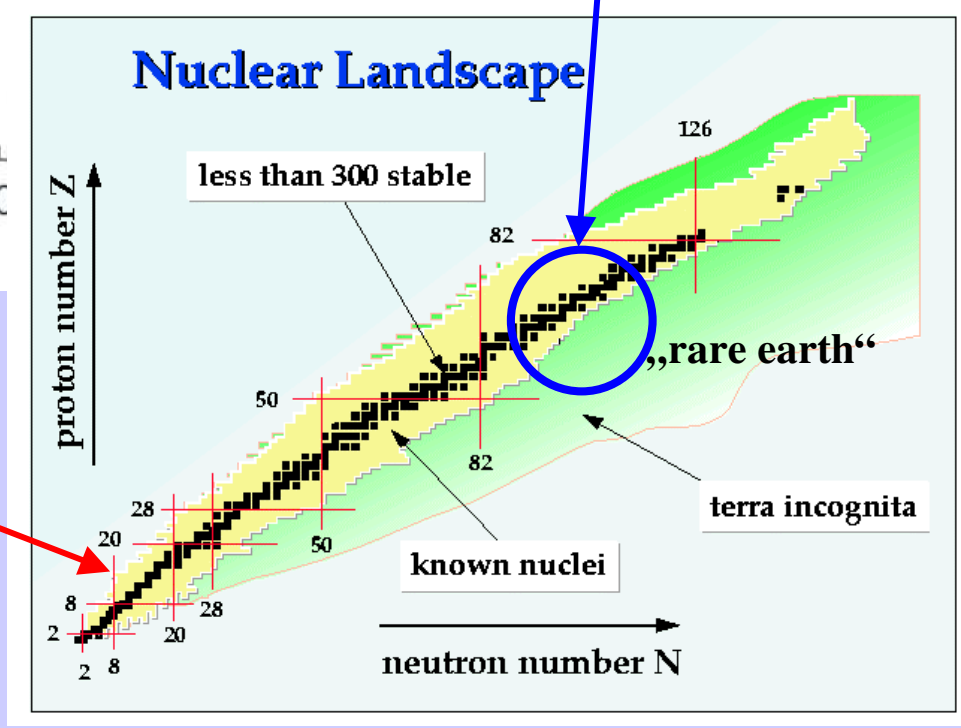 Nuclear Landscape
126
less than 300 stable
proton number Z
82
„rare earth“
50
82
terra incognita
28
20
50
known nuclei
8
28
2
20
2
8
neutron number N